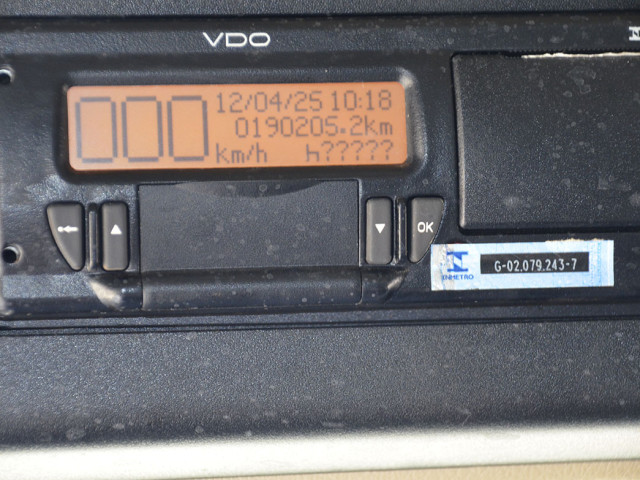 VDO
000 12/04/25 10:18
0190205.2km
km/h ?????
OK
INMETRO
G-02.079.243-7